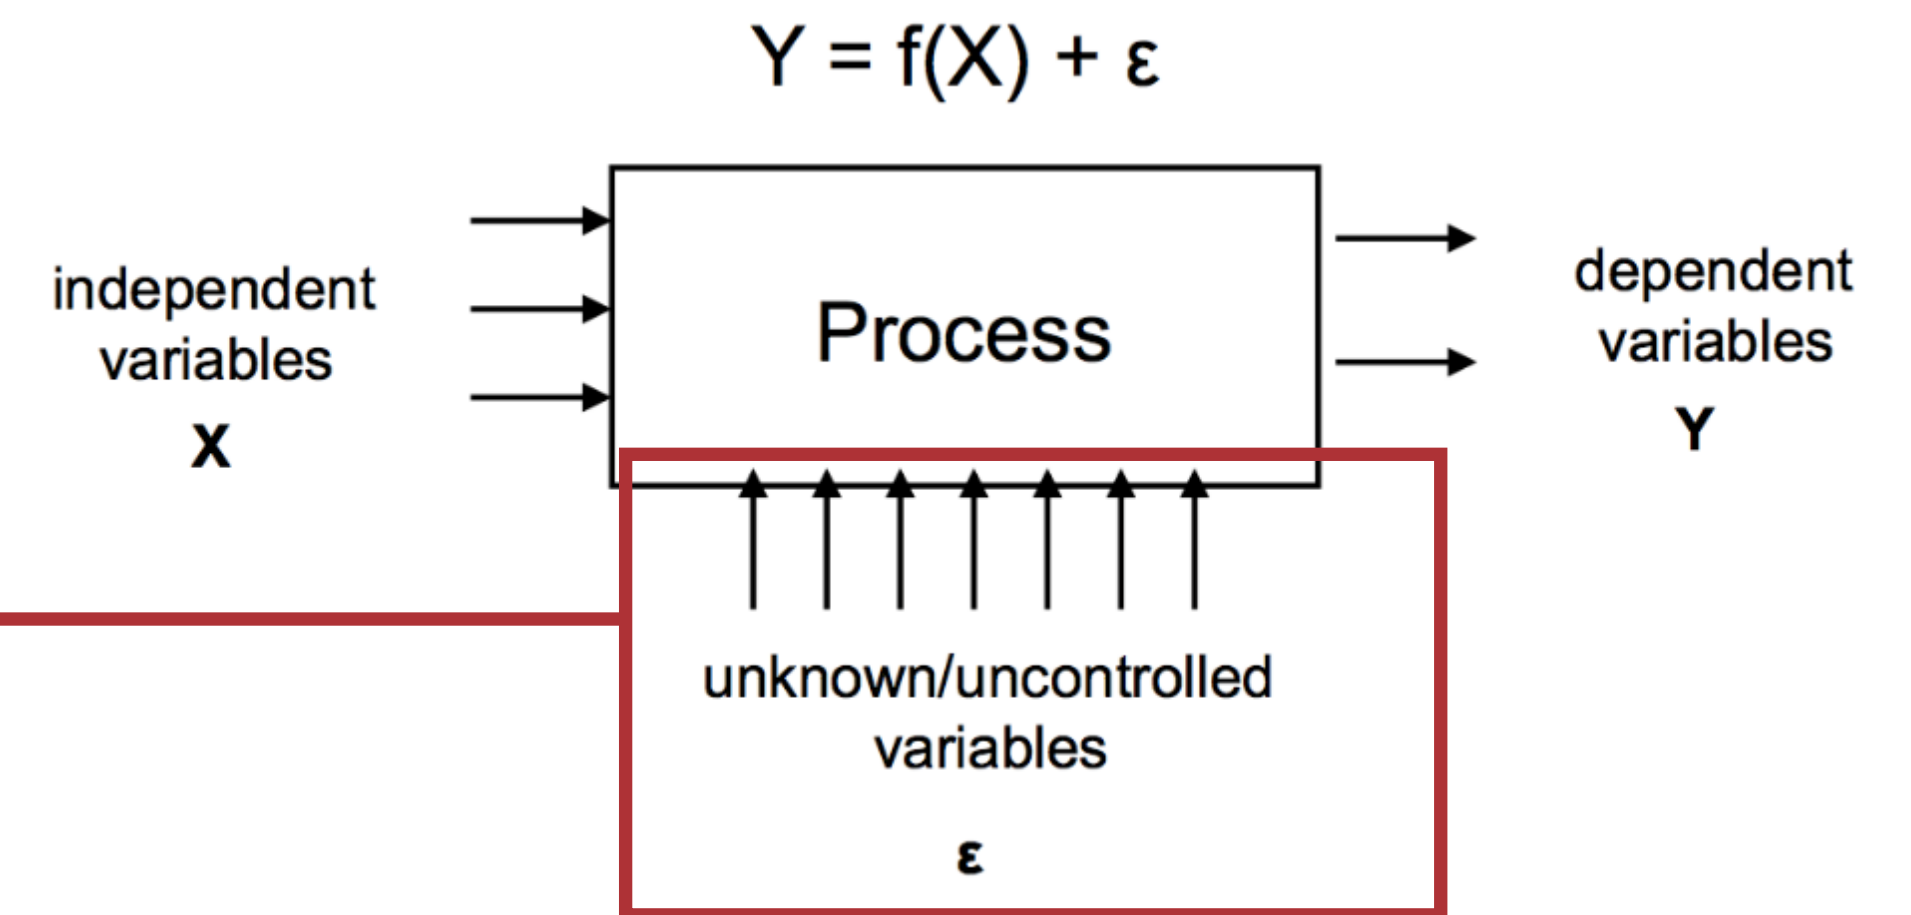 Y = f(X) + ε
independent
variables
X
Process
dependent
variables
Y
unknown/uncontrolled
variables
ε